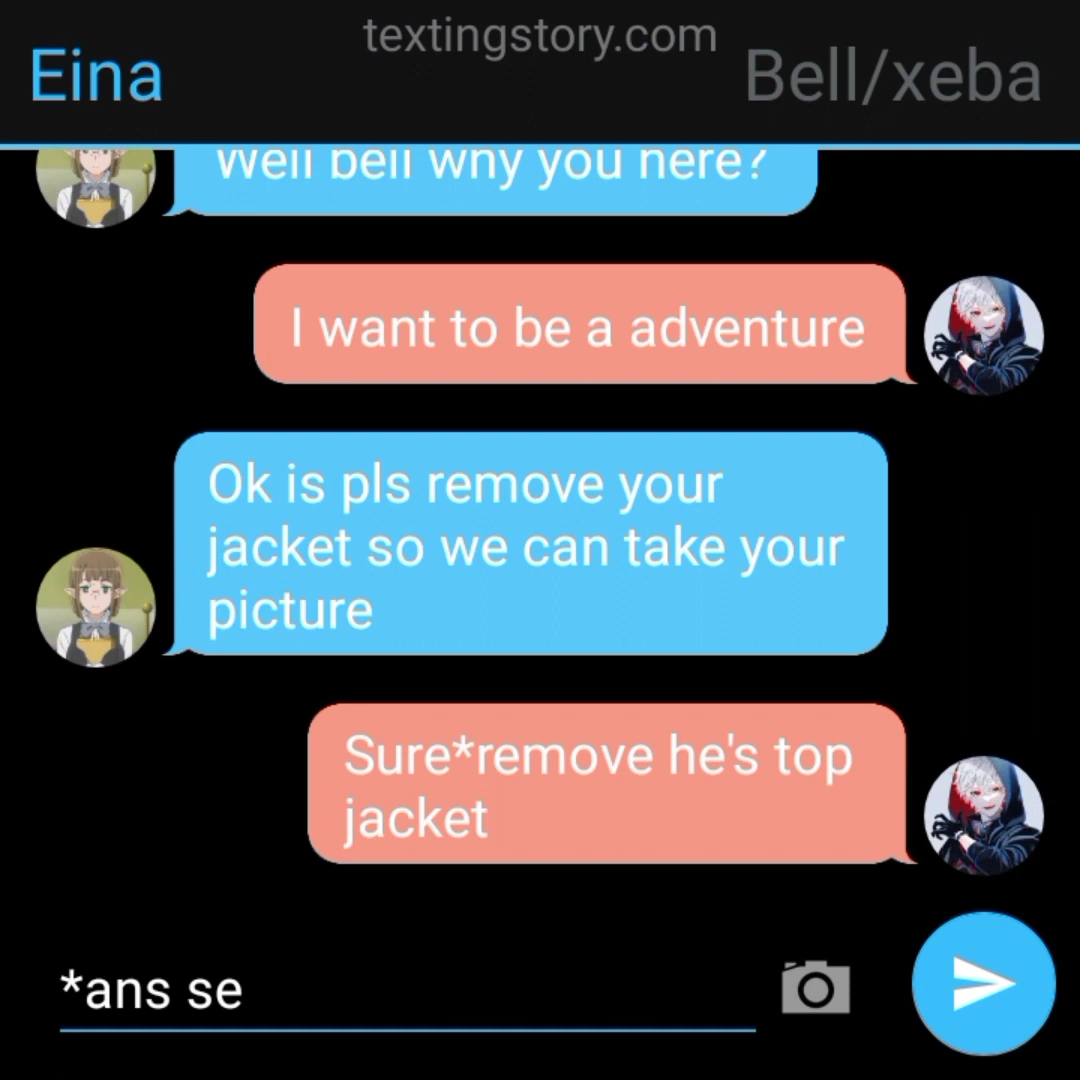 textingstory.com
Eina
Bell/xeba
Well bell why you here?
I want to be a adventure
Ok is pls remove your
jacket so we can take your
picture
Sure*remove he's top
jacket
*ans se